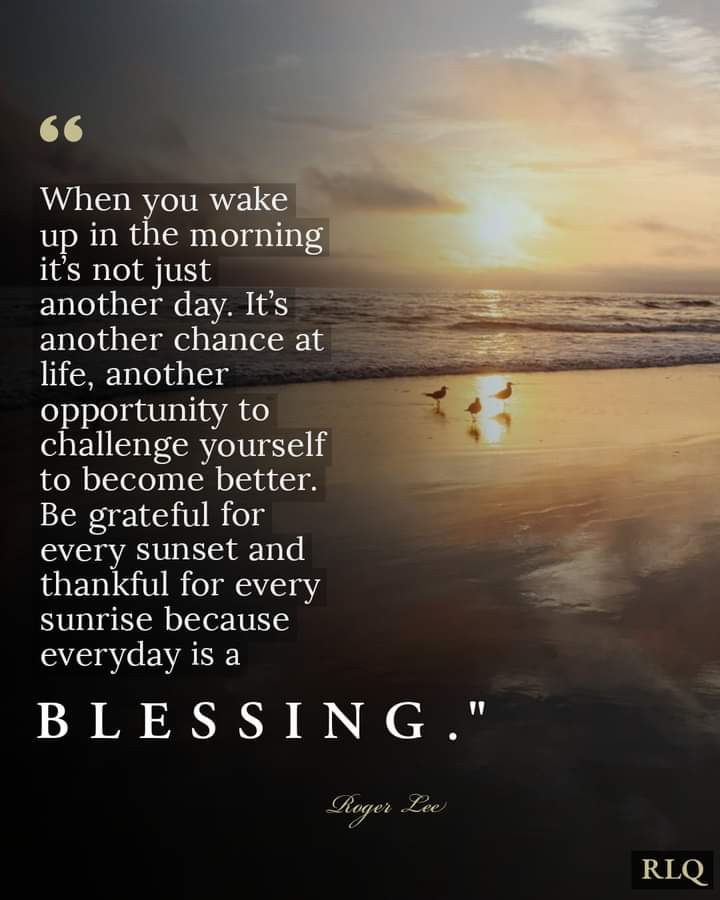 “
When you wake
up in the morning
it’s not just
another day. It’s
another chance at
life, another
opportunity to
challenge yourself
to become better.
Be grateful for
every sunset and
thankful for every
sunrise because
everyday is a
BLESSING."
Roger Lee
RLQ